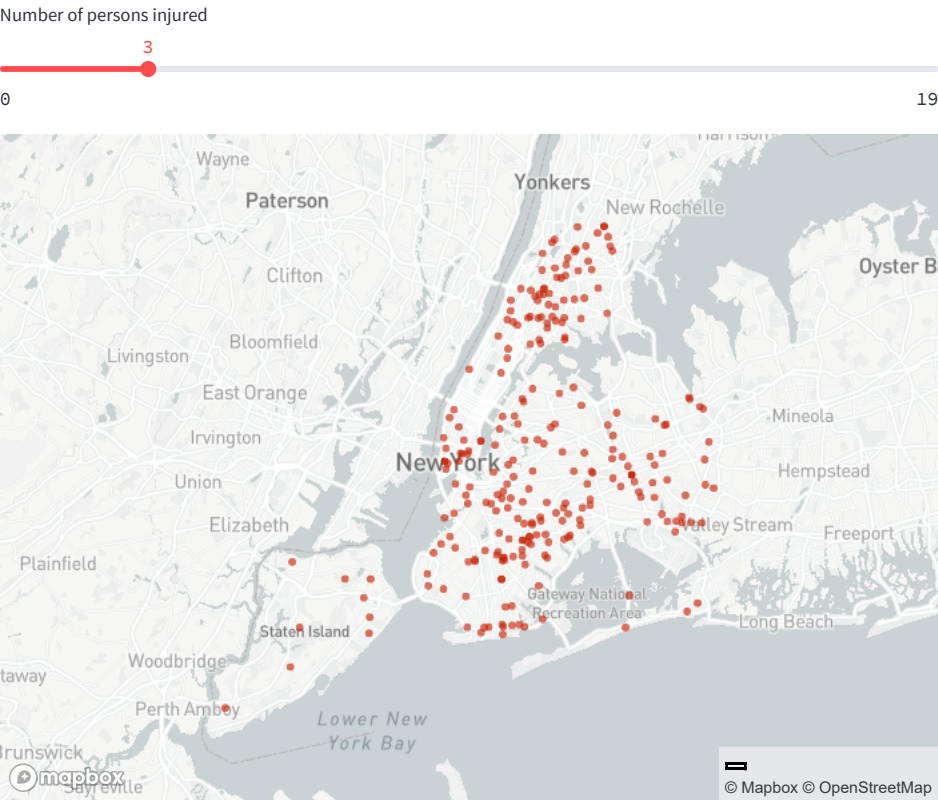 Number of persons injured
3
0
19
Harrison
Wayne
Yonkers
Paterson
New Rochelle
Clifton
Oyster B
Bloomfield
Livingston
East Orange
Mineola
Irvington
New York
Hempstead
Union
Elizabeth
Valley Stream
Freeport
Plainfield
Gateway National
Recreation Area
Long Beach
Staten Island
Woodbridge
taway
Perth Amboy
Lower New
York Bay
Brunswick
mapbox
Sayreville
© Mapbox © OpenStreetMap